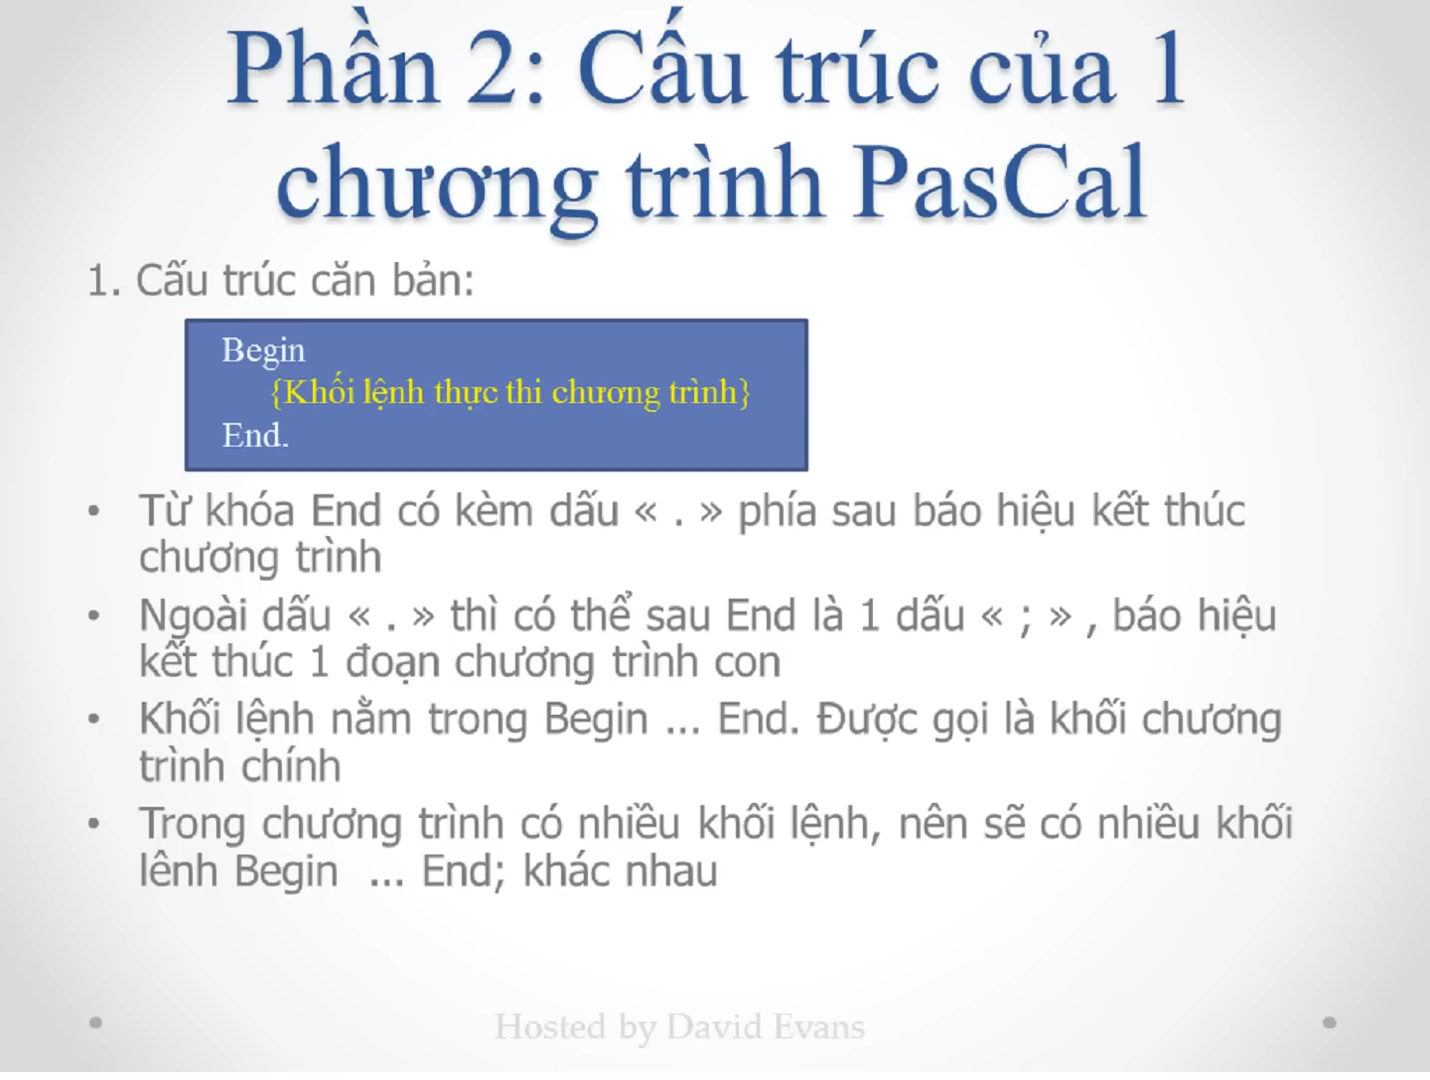 Phần 2: Cấu trúc của 1
chương trình PasCal
1. Cấu trúc căn bản:
Begin
{Khối lệnh thực thi chương trình}
End.
• Từ khóa End có kèm dấu « . » phía sau báo hiệu kết thúc
chương trình
• Ngoài dấu « . » thì có thể sau End là 1 dấu « ; » , báo hiệu
kết thúc 1 đoạn chương trình con
• Khối lệnh nằm trong Begin ... End. Được gọi là khối chương
trình chính
• Trong chương trình có nhiều khối lệnh, nên sẽ có nhiều khối
lênh Begin ... End; khác nhau
Hosted by David Evans